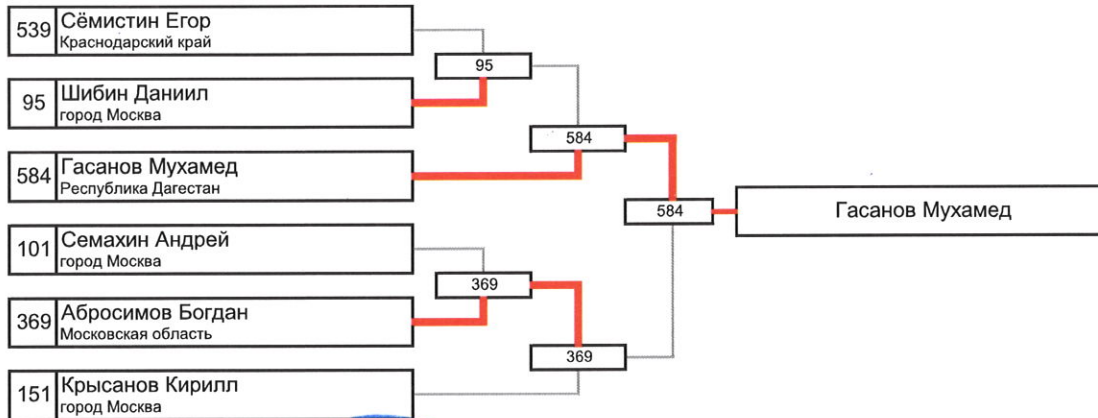 539 Сёмистин Егор
Краснодарский край
95
95 Шибин Даниил
город Москва
584
584 Гасанов Мухамед
Республика Дагестан
584 Гасанов Мухамед
101 Семахин Андрей
город Москва
369
369 Абросимов Богдан
Московская область
369
151 Крысанов Кирилл
город Москва